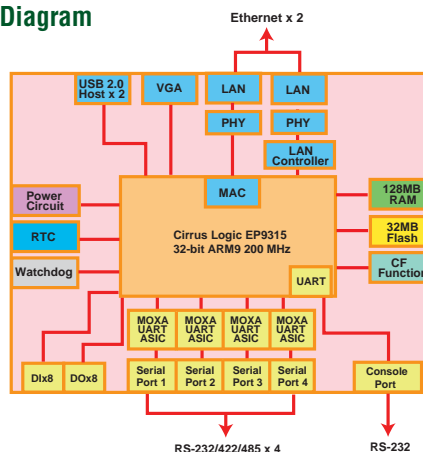 Diagram
Ethernet x 2
USB 2.0
Host x 2
VGA
LAN
LAN
PHY
PHY
LAN
Controller
MAC
Power
Circuit
RTC
Watchdog
Cirrus Logic EP9315
32-bit ARM9 200 MHz
UART
128MB
RAM
32MB
Flash
CF
Function
MOXA
UART
ASIC
MOXA
UART
ASIC
MOXA
UART
ASIC
MOXA
UART
ASIC
DIx8
DOx8
Serial
Port 1
Serial
Port 2
Serial
Port 3
Serial
Port 4
Console
Port
RS-232/422/485 x 4
RS-232